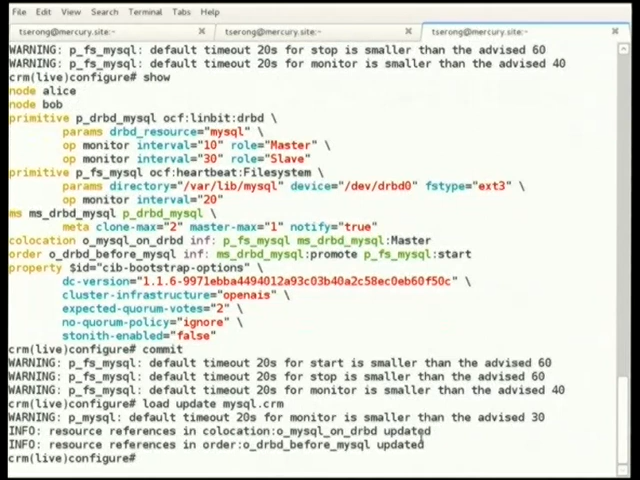 File Edit View Search Terminal Tabs Help
tserong@mercury.site:~ tserong@mercury.site:~ tserong@mercury.site:~
WARNING: p_fs_mysql: default timeout 20s for stop is smaller than the advised 60
WARNING: p_fs_mysql: default timeout 20s for monitor is smaller than the advised 40
crm(live)configure# show
node alice
node bob
primitive p_drbd_mysql ocf:linbit:drbd \
params drbd_resource="mysql" \
op monitor interval="10" role="Master" \
op monitor interval="30" role="Slave"
primitive p_fs_mysql ocf:heartbeat:Filesystem \
params directory="/var/lib/mysql" device="/dev/drbd0" fstype="ext3" \
op monitor interval="20"
ms ms_drbd_mysql p_drbd_mysql \
meta clone-max="2" master-max="1" notify="true"
colocation o_mysql_on_drbd inf: p_fs_mysql ms_drbd_mysql:Master
order o_drbd_before_mysql inf: ms_drbd_mysql:promote p_fs_mysql:start
property $id="cib-bootstrap-options" \
dc-version="1.1.6-9971ebba4494012a93c03b40a2c58ec0eb60f50c" \
cluster-infrastructure="openais" \
expected-quorum-votes="2" \
no-quorum-policy="ignore" \
stonith-enabled="false"
crm(live)configure# commit
WARNING: p_fs_mysql: default timeout 20s for start is smaller than the advised 60
WARNING: p_fs_mysql: default timeout 20s for stop is smaller than the advised 60
WARNING: p_fs_mysql: default timeout 20s for monitor is smaller than the advised 40
crm(live)configure# load update mysql.crm
WARNING: p_mysql: default timeout 20s for monitor is smaller than the advised 30
INFO: resource references in colocation:o_mysql_on_drbd updated
INFO: resource references in order:o_drbd_before_mysql updated
crm(live)configure#